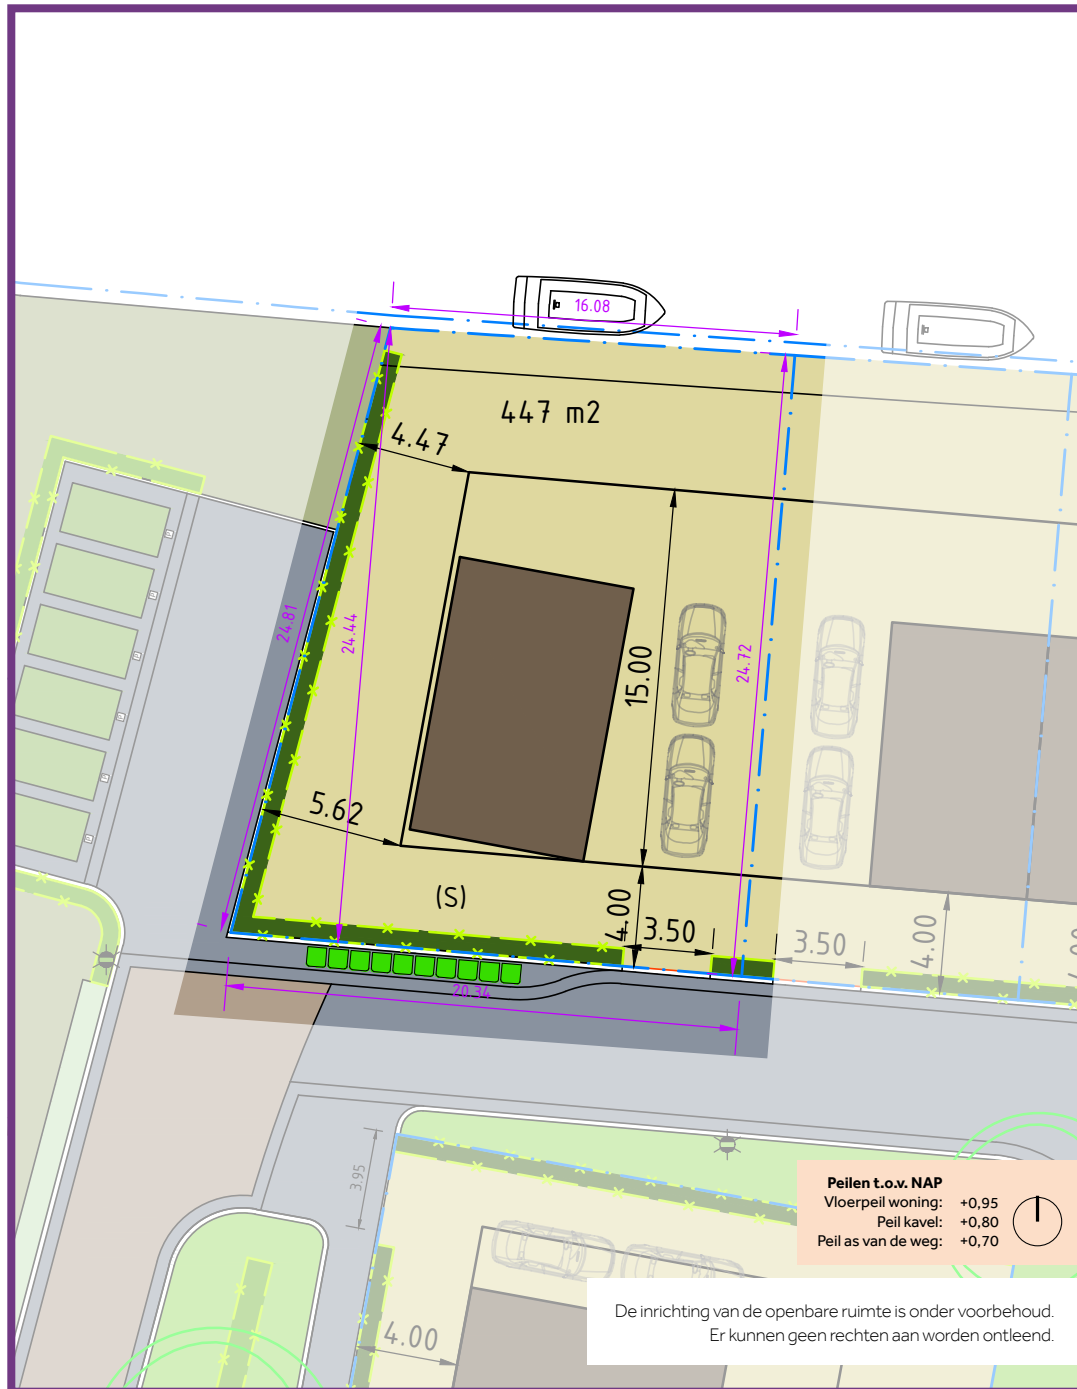 16.08
447 m2
4.47
24.81
24.44
15.00
24.72
5.62
(S)
4.00
3.50
3.50
4.00
20.34
3.95
4.00
Peilen t.o.v. NAP
Vloerpeil woning: +0,95
Peil kavel: +0,80
Peil as van de weg: +0,70
De inrichting van de openbare ruimte is onder voorbehoud.
Er kunnen geen rechten aan worden ontleend.